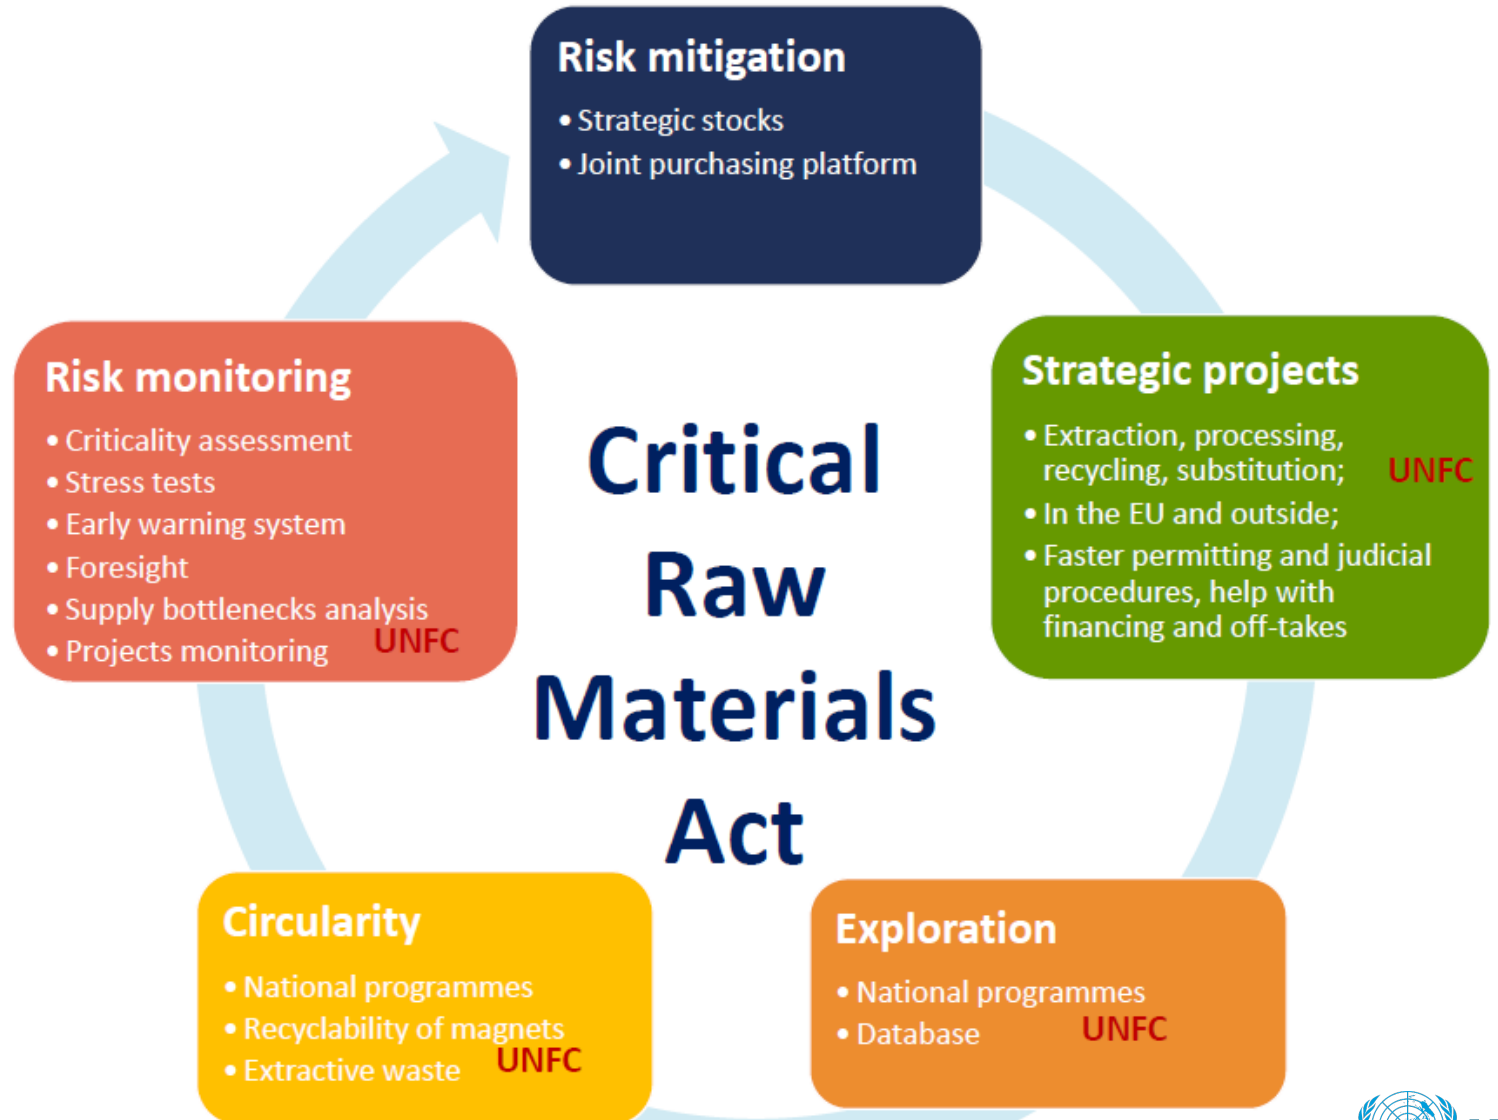 Risk mitigation
• Strategic stocks
• Joint purchasing platform
Strategic projects
• Extraction, processing,
recycling, substitution; UNFC
• In the EU and outside;
• Faster permitting and judicial
procedures, help with
financing and off-takes
Risk monitoring
• Criticality assessment
• Stress tests
• Early warning system
• Foresight
• Supply bottlenecks analysis
• Projects monitoring UNFC
Critical
Raw
Materials
Act
Circularity
• National programmes
• Recyclability of magnets
• Extractive waste UNFC
Exploration
• National programmes
• Database UNFC